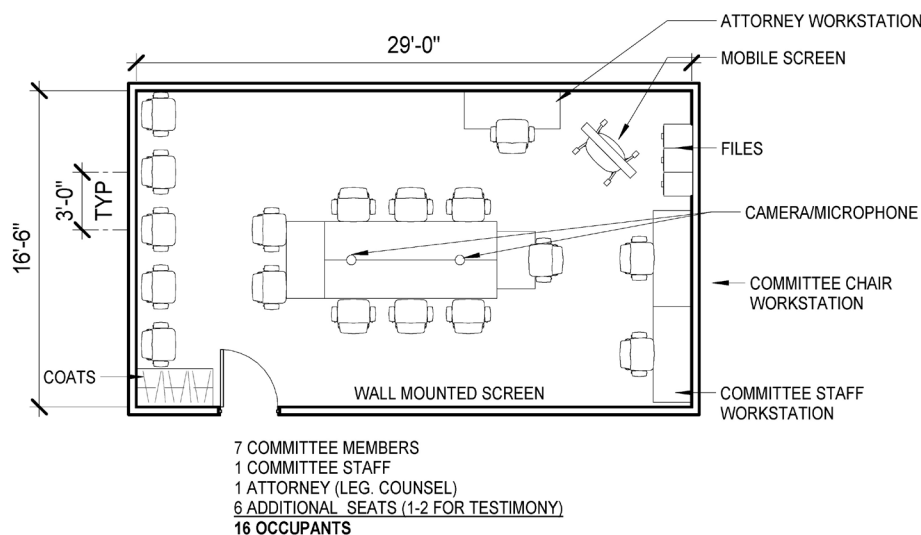 ATTORNEY WORKSTATION
29'-0"
MOBILE SCREEN
FILES
3'-0"
TYP
CAMERA/MICROPHONE
16'-6"
COMMITTEE CHAIR
WORKSTATION
COATS
WALL MOUNTED SCREEN
COMMITTEE STAFF
WORKSTATION
7 COMMITTEE MEMBERS
1 COMMITTEE STAFF
1 ATTORNEY (LEG. COUNSEL)
6 ADDITIONAL SEATS (1-2 FOR TESTIMONY)
16 OCCUPANTS